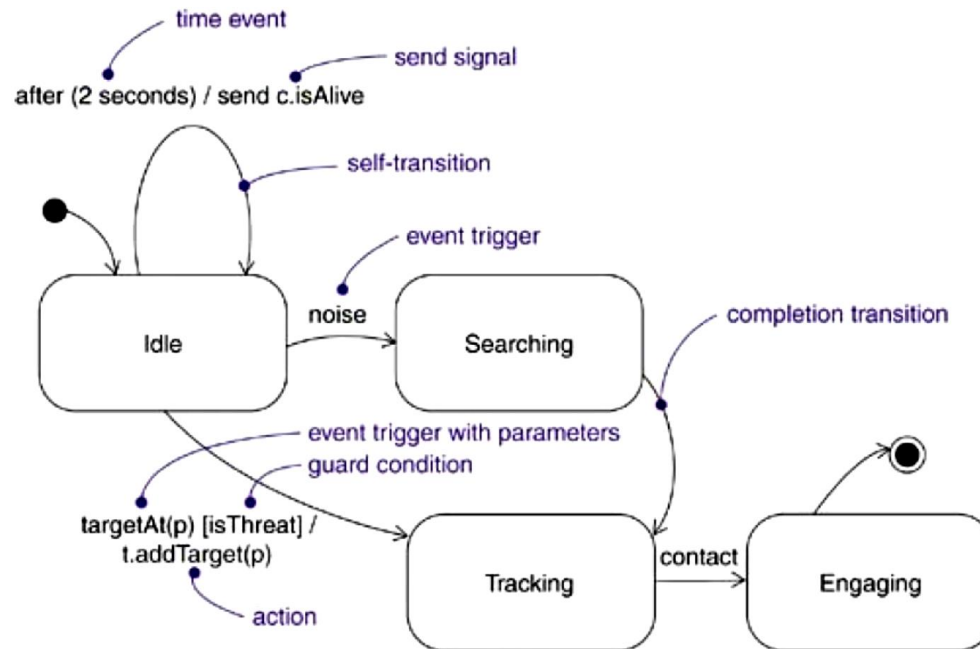 time event
send signal
after (2 seconds) / send c.isAlive
self-transition
event trigger
noise
completion transition
Idle
Searching
event trigger with parameters
guard condition
targetAt(p) [isThreat] /
t.addTarget(p)
contact
Tracking
Engaging
action